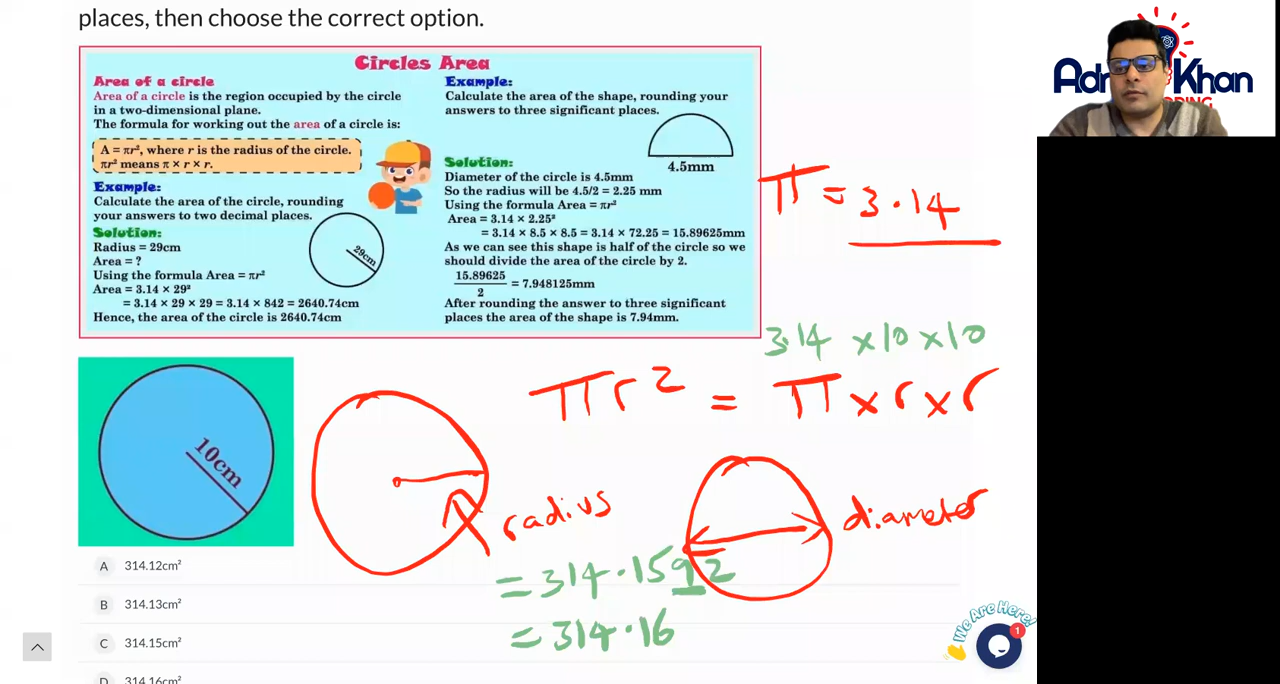 places, then choose the correct option.
Circles Area
Area of a circle
Area of a circle is the region occupied by the circle
in a two-dimensional plane.
The formula for working out the area of a circle is:
A = πr², where r is the radius of the circle.
πr² means π × r × r.
Example:
Calculate the area of the circle, rounding
your answers to two decimal places.
Solution:
Radius = 29cm
Area = ?
Using the formula Area = πr²
Area = 3.14 × 29²
= 3.14 × 29 × 29 = 3.14 × 842 = 2640.74cm
Hence, the area of the circle is 2640.74cm
29cm
Example:
Calculate the area of the shape, rounding your
answers to three significant places.
4.5mm
Solution:
Diameter of the circle is 4.5mm
So the radius will be 4.5/2 = 2.25 mm
Using the formula Area = πr²
Area = 3.14 × 2.25²
= 3.14 × 8.5 × 8.5 = 3.14 × 72.25 = 15.89625mm
As we can see this shape is half of the circle so we
should divide the area of the circle by 2.
15.89625
2
= 7.948125mm
After rounding the answer to three significant
places the area of the shape is 7.94mm.
π = 3.14
3.14 × 10 × 10
πr² = π × r × r
10cm
radius
diameter
= 314.1592
= 314.16
A 314.12cm²
B 314.13cm²
C 314.15cm²
D 314.16cm²
Khan
We Are Here!
1